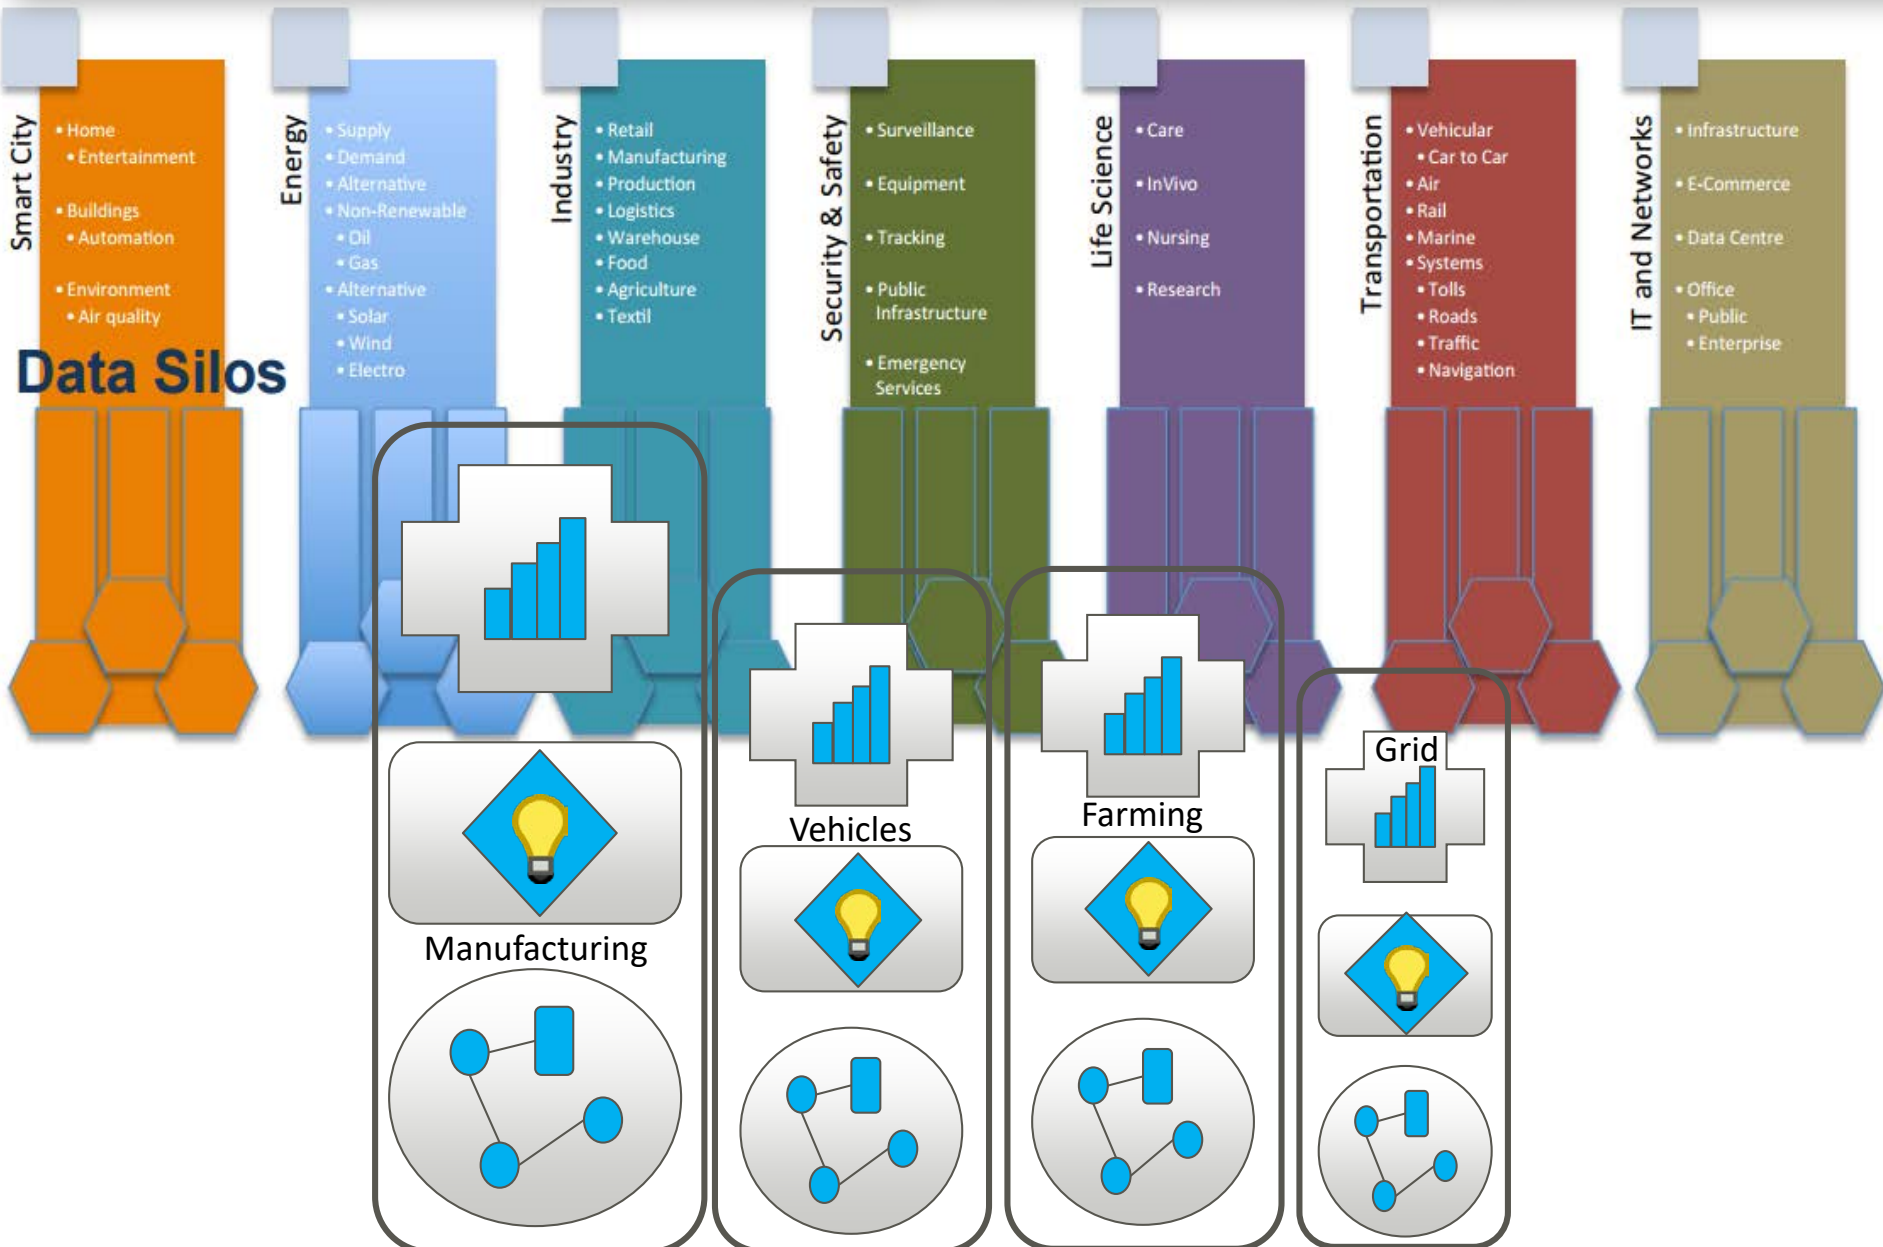 Smart City
• Home
• Entertainment
• Buildings
• Automation
• Environment
• Air quality
Energy
• Supply
• Demand
• Alternative
• Non-Renewable
• Oil
• Gas
• Alternative
• Solar
• Wind
• Electro
Industry
• Retail
• Manufacturing
• Production
• Logistics
• Warehouse
• Food
• Agriculture
• Textil
Security & Safety
• Surveillance
• Equipment
• Tracking
• Public
Infrastructure
• Emergency
Services
Life Science
• Care
• InVivo
• Nursing
• Research
Transportation
• Vehicular
• Car to Car
• Air
• Rail
• Marine
• Systems
• Tolls
• Roads
• Traffic
• Navigation
IT and Networks
• Infrastructure
• E-Commerce
• Data Centre
• Office
• Public
• Enterprise
Data Silos
Manufacturing
Vehicles
Farming
Grid